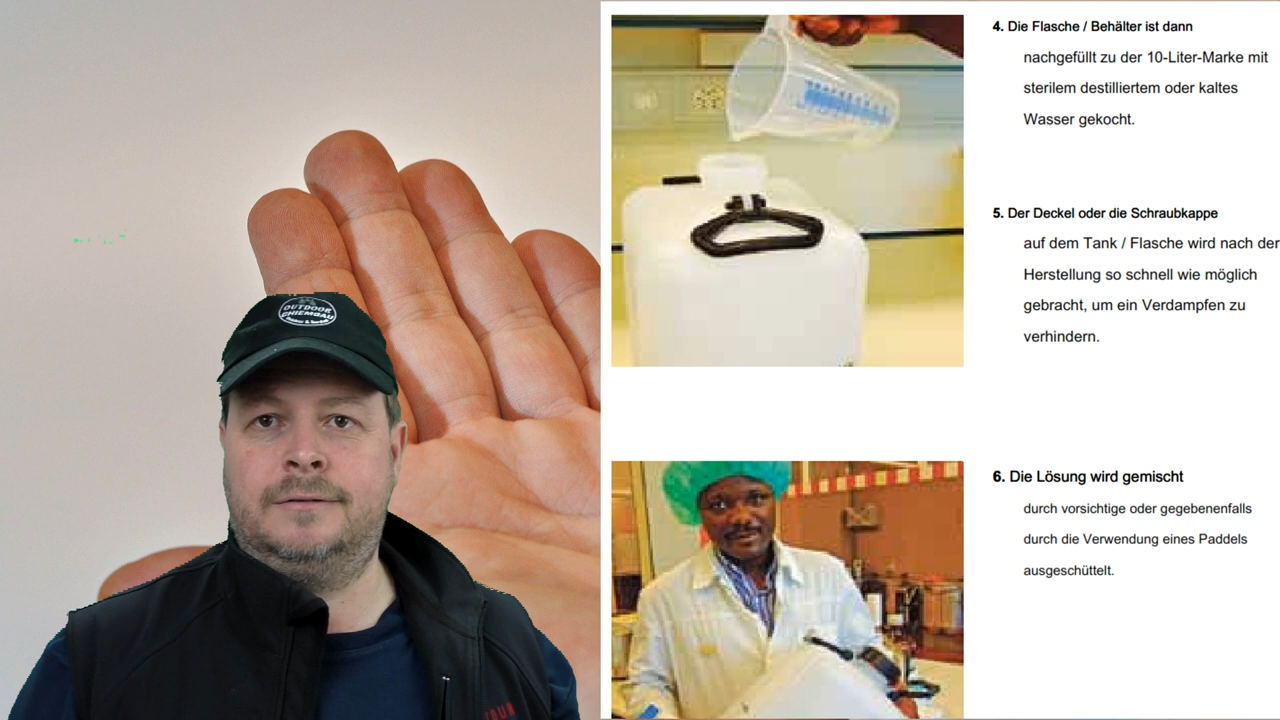 OUTDOOR
CHIEMGAU
4. Die Flasche / Behälter ist dann
nachgefüllt zu der 10-Liter-Marke mit
sterilem destilliertem oder kaltes
Wasser gekocht.
5. Der Deckel oder die Schraubkappe
auf dem Tank / Flasche wird nach der
Herstellung so schnell wie möglich
gebracht, um ein Verdampfen zu
verhindern.
6. Die Lösung wird gemischt
durch vorsichtige oder gegebenenfalls
durch die Verwendung eines Paddels
ausgeschüttelt.